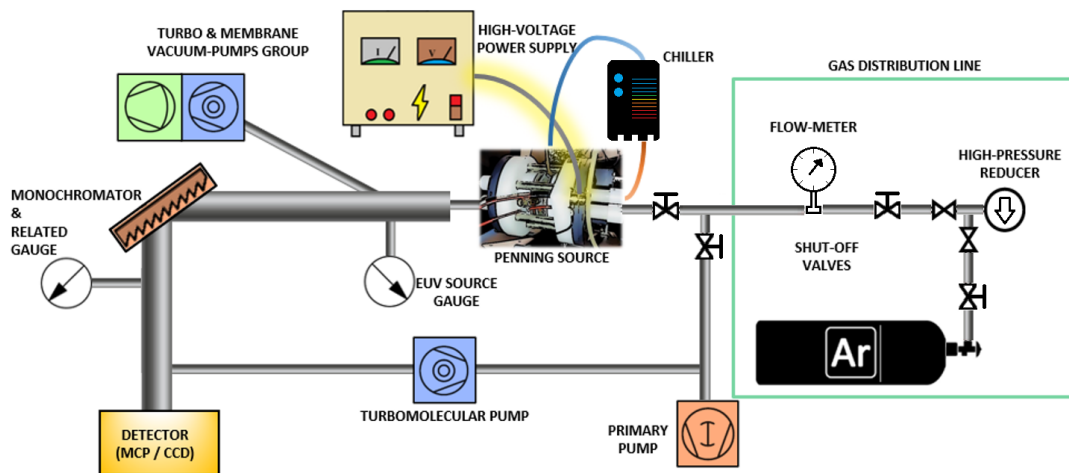 TURBO & MEMBRANE
VACUUM-PUMPS GROUP
HIGH-VOLTAGE
POWER SUPPLY
I
V
CHILLER
GAS DISTRIBUTION LINE
FLOW-METER
HIGH-PRESSURE
REDUCER
MONOCHROMATOR
&
RELATED
GAUGE
PENNING SOURCE
SHUT-OFF
VALVES
EUV SOURCE
GAUGE
Ar
TURBOMOLECULAR PUMP
PRIMARY
PUMP
DETECTOR
(MCP / CCD)